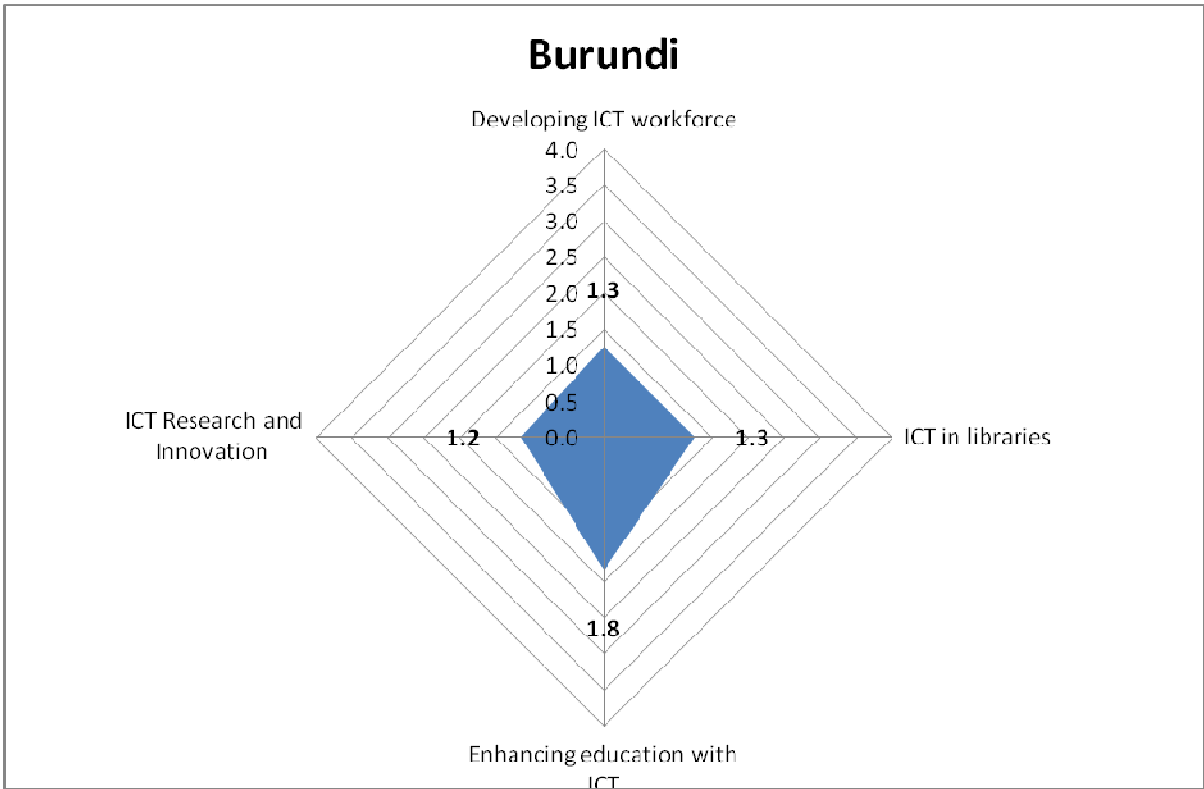 Burundi
Developing ICT workforce
4.0
3.5
3.0
2.5
2.0
1.3
1.5
1.0
0.5
ICT Research and
Innovation
1.2
0.0
1.3
ICT in libraries
1.8
Enhancing education with
ICT